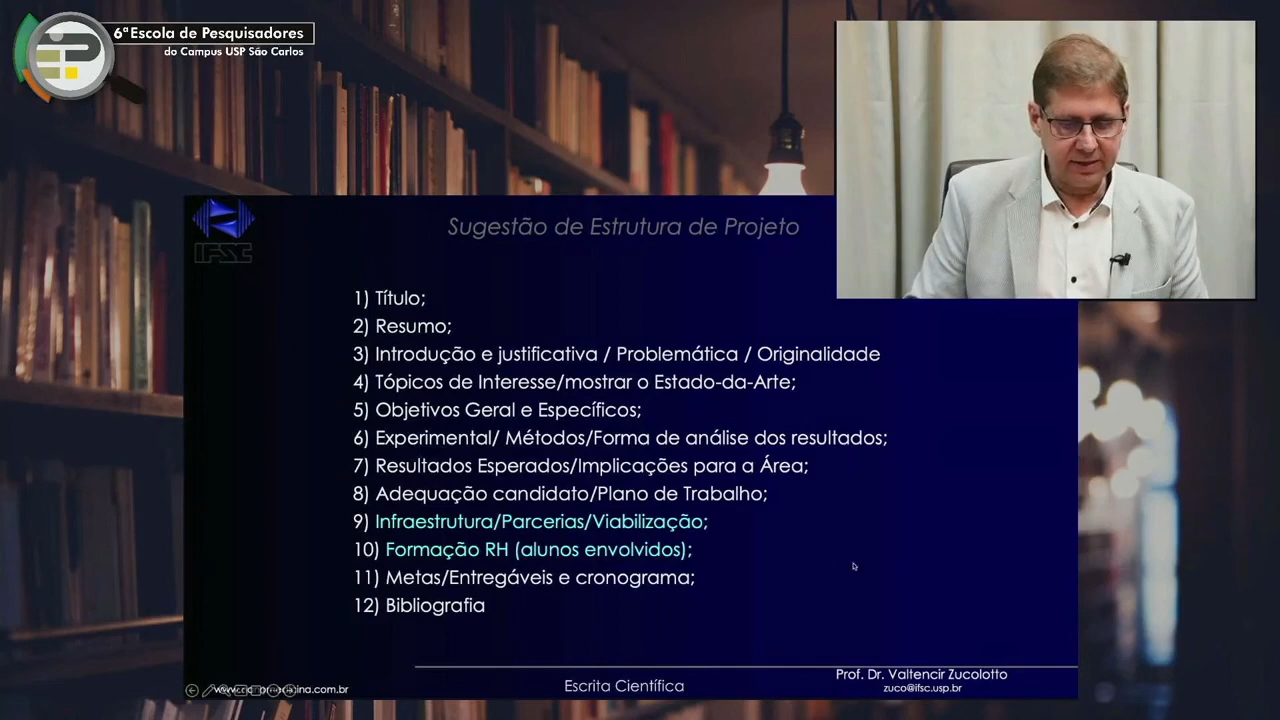 6ª Escola de Pesquisadores
do Campus USP São Carlos
IFSC
Sugestão de Estrutura de Projeto
1) Título;
2) Resumo;
3) Introdução e justificativa / Problemática / Originalidade
4) Tópicos de Interesse/mostrar o Estado-da-Arte;
5) Objetivos Geral e Específicos;
6) Experimental/ Métodos/Forma de análise dos resultados;
7) Resultados Esperados/Implicações para a Área;
8) Adequação candidato/Plano de Trabalho;
9) Infraestrutura/Parcerias/Viabilização;
10) Formação RH (alunos envolvidos);
11) Metas/Entregáveis e cronograma;
12) Bibliografia
Escrita Científica
Prof. Dr. Valtencir Zucolotto
zuco@ifsc.usp.br